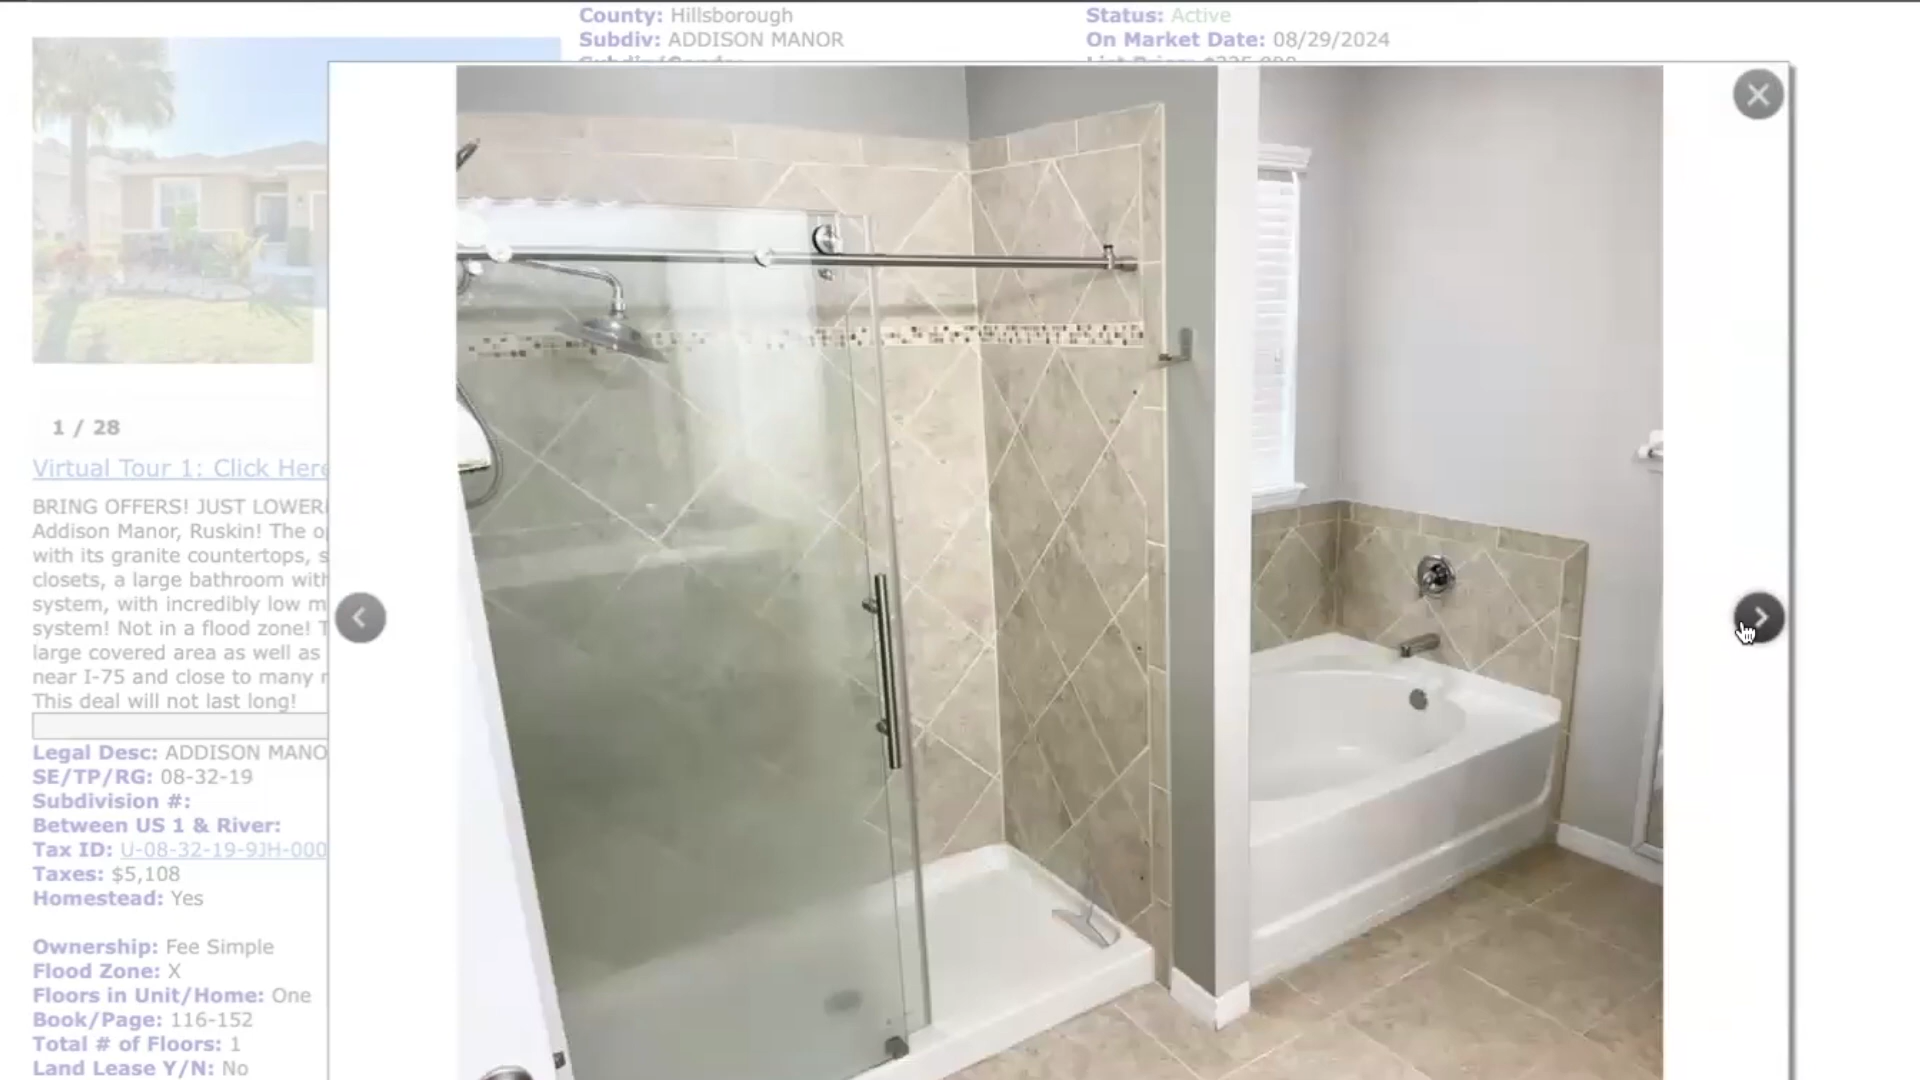 County: Hillsborough
Status: Active
Subdiv: ADDISON MANOR
On Market Date: 08/29/2024
1 / 28
Virtual Tour 1: Click Here
BRING OFFERS! JUST LOWER
Addison Manor, Ruskin! The
with its granite countertops,
closets, a large bathroom with
system, with incredibly low
system! Not in a flood zone!
large covered area as well as
near I-75 and close to many
This deal will not last long!
Legal Desc: ADDISON MANO
SE/TP/RG: 08-32-19
Subdivision #:
Between US 1 & River:
Tax ID: U-08-32-19-9JH-000
Taxes: $5,108
Homestead: Yes
Ownership: Fee Simple
Flood Zone: X
Floors in Unit/Home: One
Book/Page: 116-152
Total # of Floors: 1
Land Lease Y/N: No